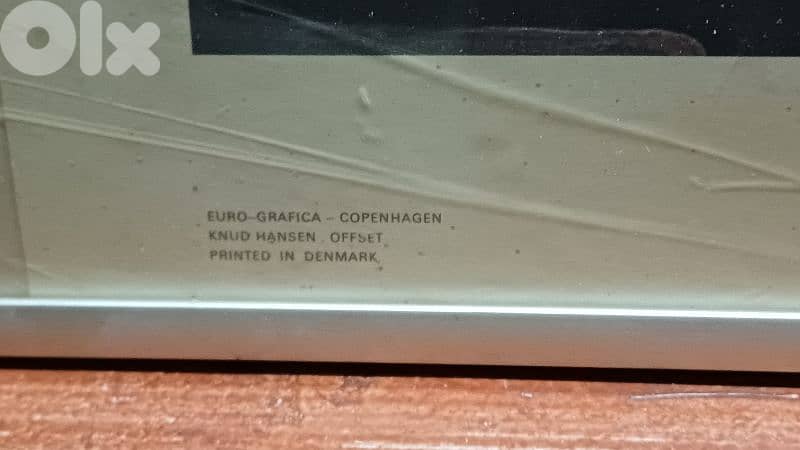 Olx
EURO-GRAFICA - COPENHAGEN
KNUD HANSEN . OFFSET
PRINTED IN DENMARK